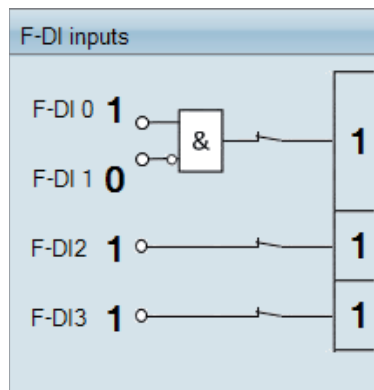 F-DI inputs
F-DI 0 1
&
1
F-DI 1 0
F-DI2 1 1
F-DI3 1 1